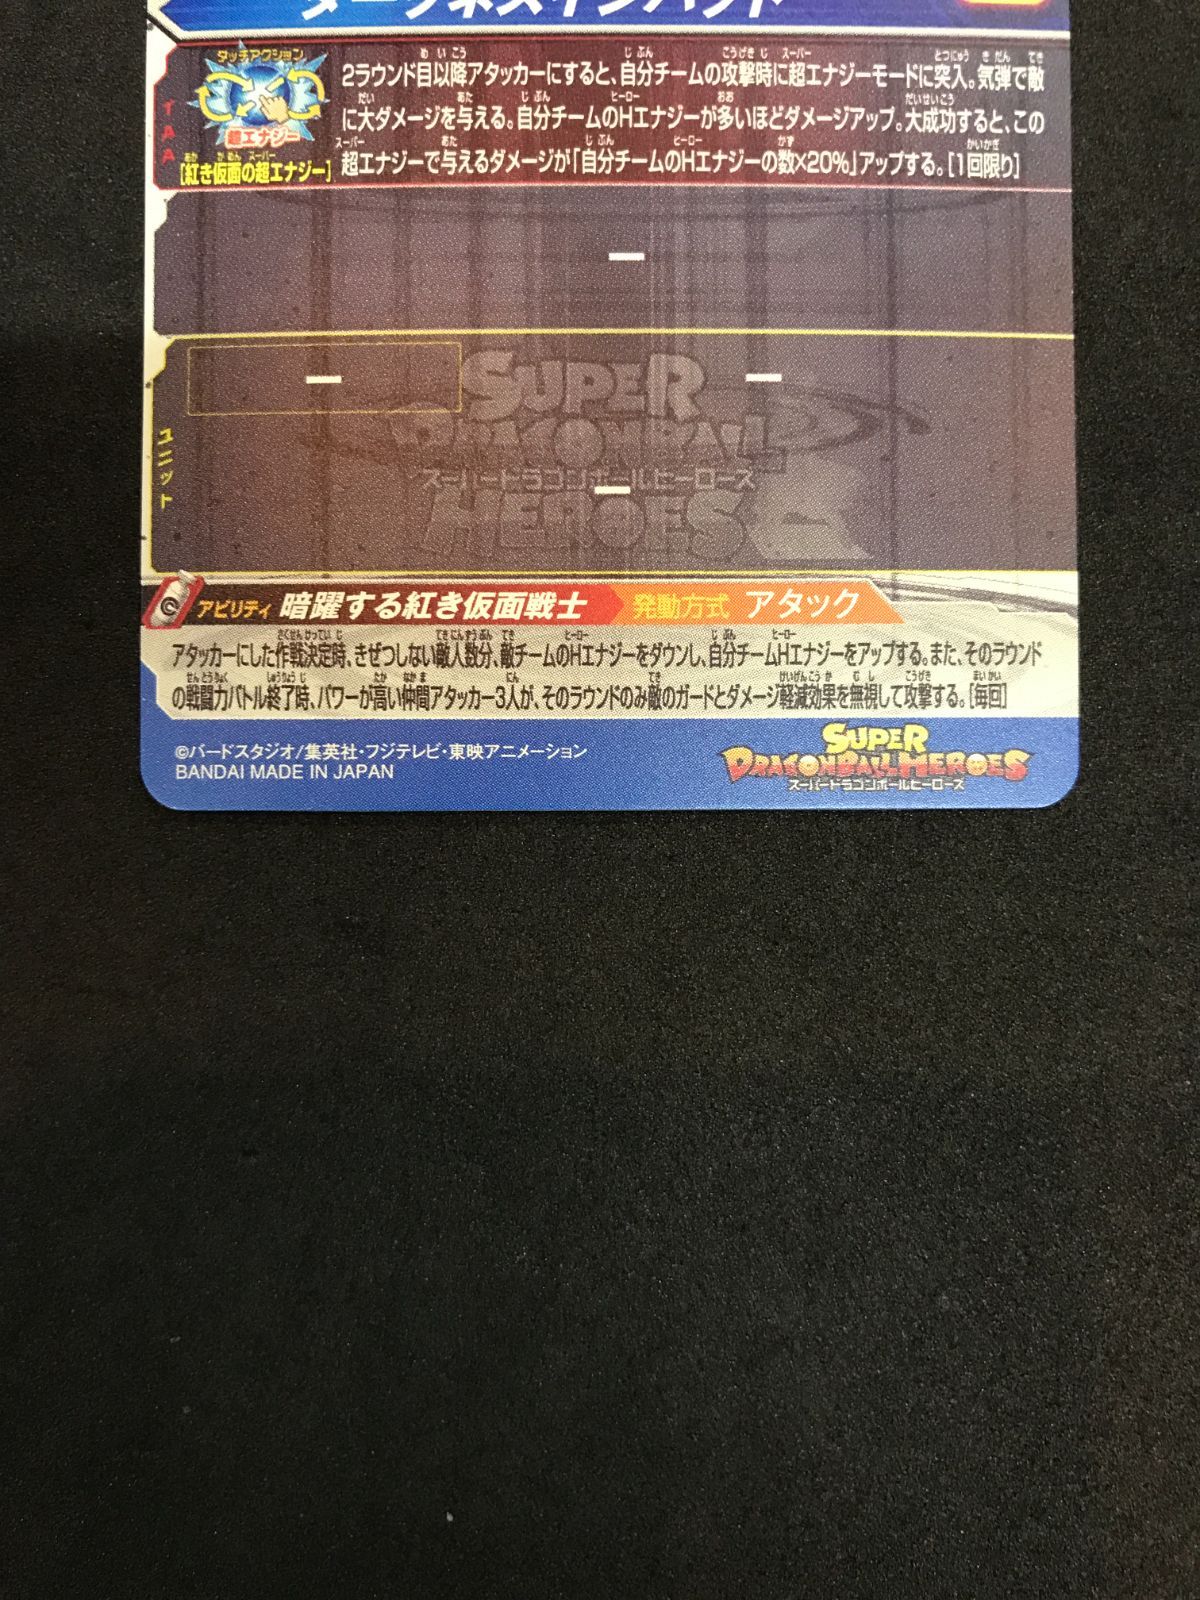 ダークネスインパクト
タッチアクション
超エナジー
[紅き仮面の超エナジー]
2ラウンド目以降アタッカーにすると、自分チームの攻撃時に超エナジーモードに突入。気弾で敵
に大ダメージを与える。自分チームのHエナジーが多いほどダメージアップ。大成功すると、この
超エナジーで与えるダメージが「自分チームのHエナジーの数×20%」アップする。[1回限り]
ー
ユニット
ー
ー
ー
SUPER
DRAGONBALL
スーパードラゴンボールヒーローズ
HEROES
アビリティ 暗躍する紅き仮面戦士 発動方式 アタック
アタッカーにした作戦決定時、きぜつしない敵人数分、敵チームのHエナジーをダウンし、自分チームHエナジーをアップする。また、そのラウンド
の戦闘力バトル終了時、パワーが高い仲間アタッカー3人が、そのラウンドのみ敵のガードとダメージ軽減効果を無視して攻撃する。[毎回]
©バードスタジオ/集英社・フジテレビ・東映アニメーション
BANDAI MADE IN JAPAN
SUPER
DRAGONBALL HEROES
スーパードラゴンボールヒーローズ